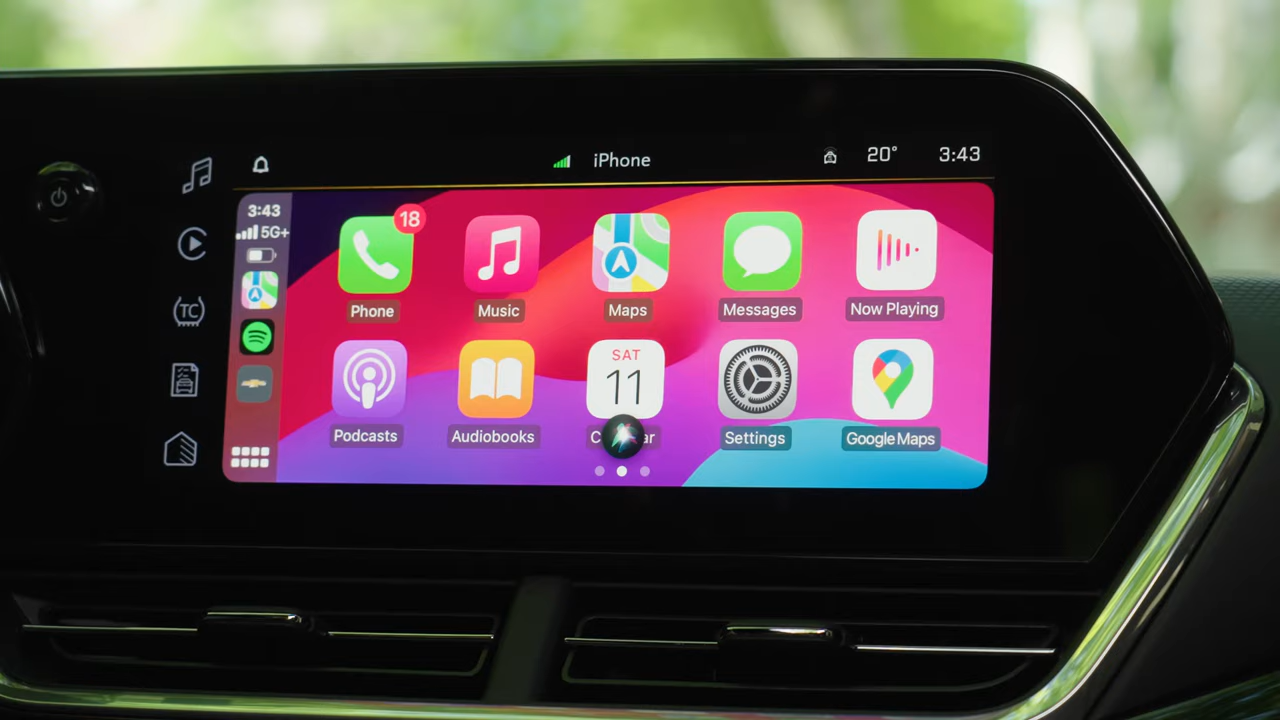 iPhone
20°
3:43
3:43
5G+
18
Phone
Music
Maps
Messages
Now Playing
TC
Podcasts
Audiobooks
SAT
11
Settings
Google Maps